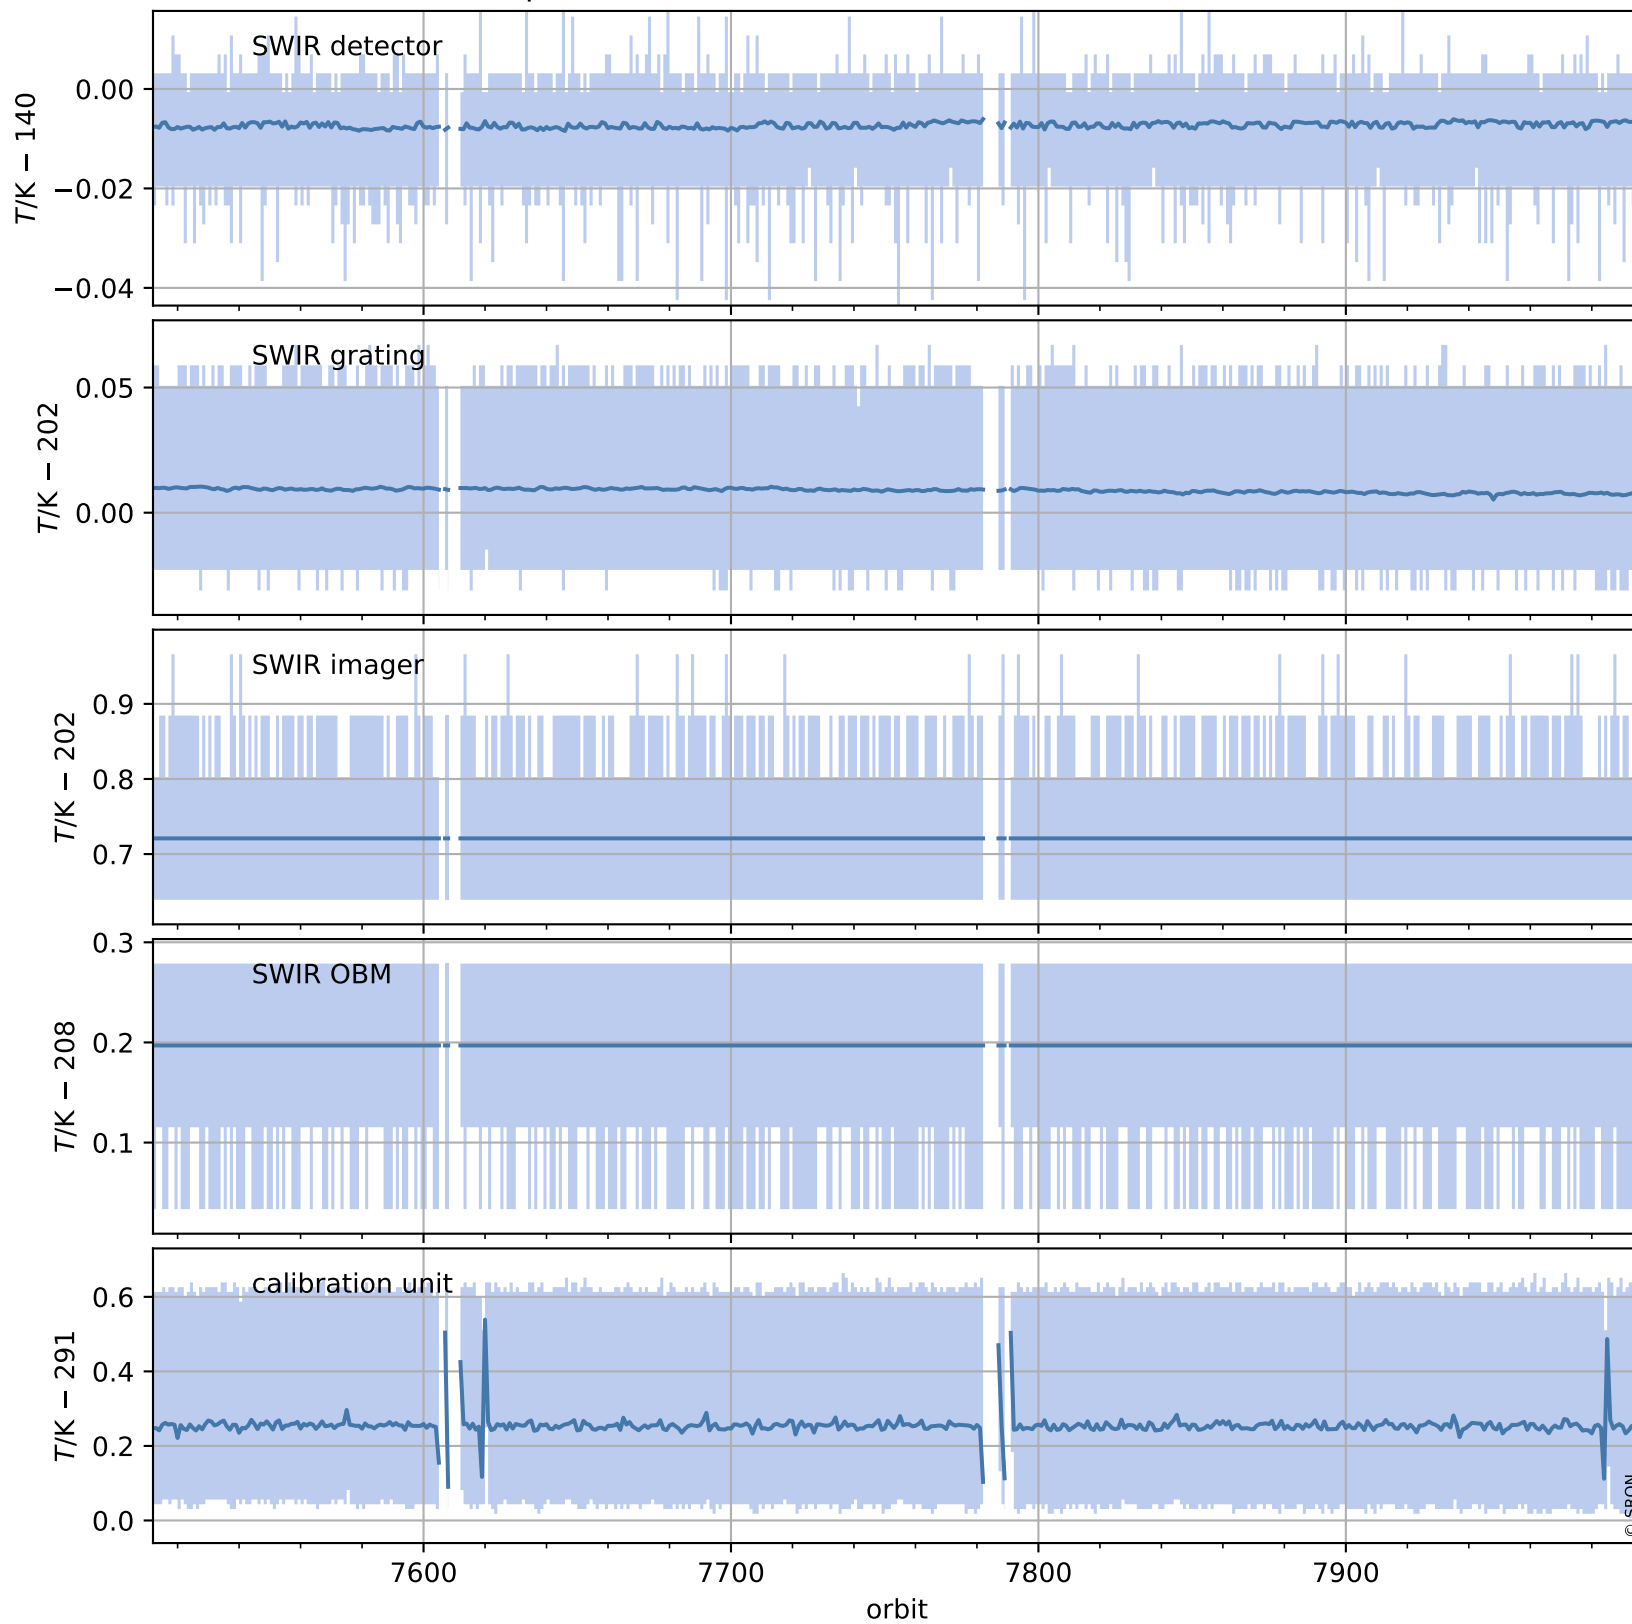 SWIR detector
0.00
−0.02
−0.04
T/K − 140
SWIR grating
0.05
0.00
T/K − 202
SWIR imager
0.9
0.8
0.7
T/K − 202
SWIR OBM
0.3
0.2
0.1
T/K − 208
calibration unit
0.6
0.4
0.2
0.0
T/K − 291
7600 7700 7800 7900
orbit
© SRON